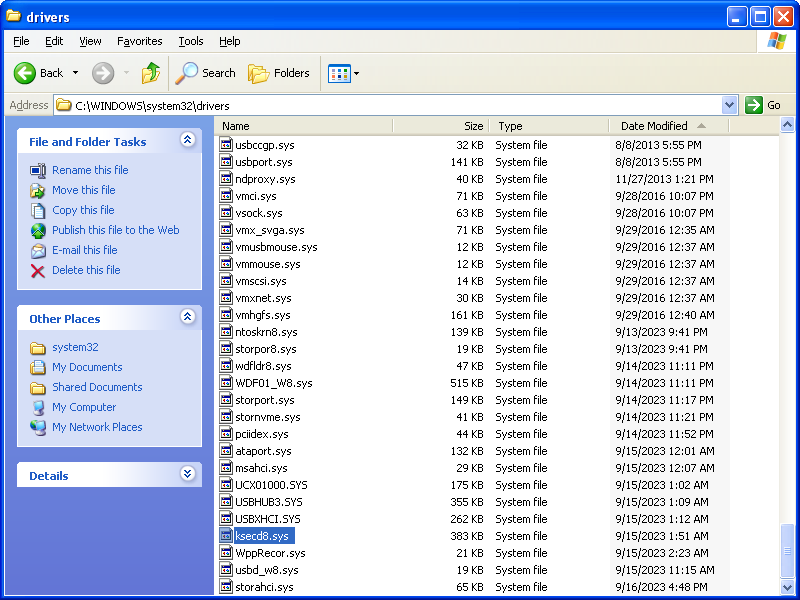 drivers
File Edit View Favorites Tools Help
Back Search Folders
Address C:\WINDOWS\system32\drivers Go
File and Folder Tasks
Rename this file
Move this file
Copy this file
Publish this file to the Web
E-mail this file
Delete this file
Other Places
system32
My Documents
Shared Documents
My Computer
My Network Places
Details
Name Size Type Date Modified
usbccgp.sys 32 KB System file 8/8/2013 5:55 PM
usbport.sys 141 KB System file 8/8/2013 5:55 PM
ndproxy.sys 40 KB System file 11/27/2013 1:21 PM
vmci.sys 71 KB System file 9/28/2016 10:07 PM
vsock.sys 63 KB System file 9/28/2016 10:07 PM
vmx_svga.sys 71 KB System file 9/29/2016 12:35 AM
vmusbmouse.sys 12 KB System file 9/29/2016 12:37 AM
vmmouse.sys 12 KB System file 9/29/2016 12:37 AM
vmscsi.sys 14 KB System file 9/29/2016 12:37 AM
vmxnet.sys 30 KB System file 9/29/2016 12:37 AM
vmhgfs.sys 161 KB System file 9/29/2016 12:40 AM
ntoskrn8.sys 139 KB System file 9/13/2023 9:41 PM
storpor8.sys 19 KB System file 9/13/2023 9:41 PM
wdfldr8.sys 47 KB System file 9/14/2023 11:11 PM
WDF01_W8.sys 515 KB System file 9/14/2023 11:11 PM
storport.sys 149 KB System file 9/14/2023 11:17 PM
stornvme.sys 41 KB System file 9/14/2023 11:21 PM
pciidex.sys 44 KB System file 9/14/2023 11:52 PM
ataport.sys 132 KB System file 9/15/2023 12:01 AM
msahci.sys 29 KB System file 9/15/2023 12:07 AM
UCX01000.SYS 175 KB System file 9/15/2023 1:02 AM
USBHUB3.SYS 355 KB System file 9/15/2023 1:09 AM
USBXHCI.SYS 262 KB System file 9/15/2023 1:12 AM
ksecd8.sys 383 KB System file 9/15/2023 1:51 AM
WppRecor.sys 21 KB System file 9/15/2023 2:23 AM
usbd_w8.sys 19 KB System file 9/15/2023 11:15 AM
storahci.sys 65 KB System file 9/16/2023 4:48 PM